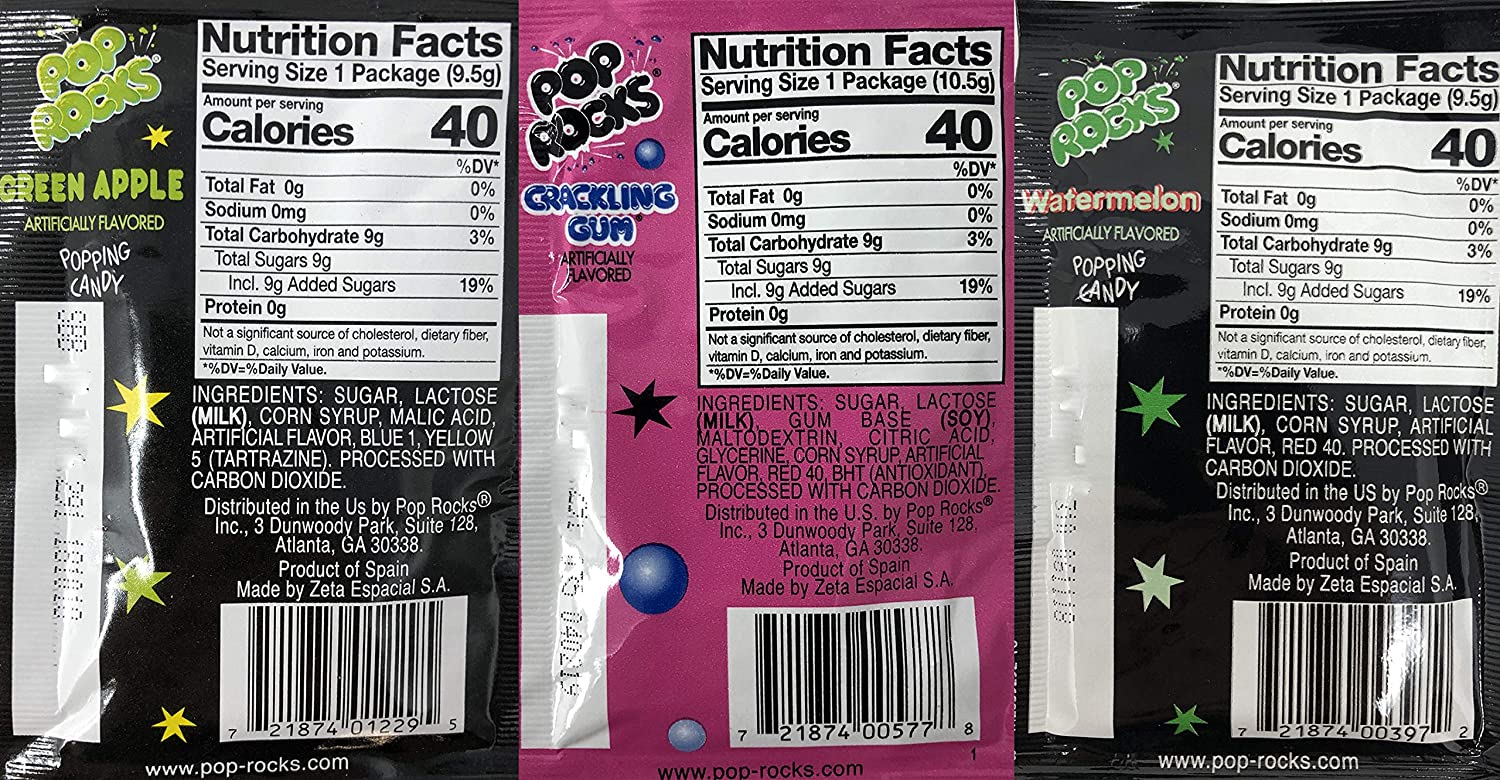 POP
ROCKS®
GREEN APPLE
ARTIFICIALLY FLAVORED
POPPING
CANDY
Nutrition Facts
Serving Size 1 Package (9.5g)
Amount per serving
Calories 40
%DV*
Total Fat 0g 0%
Sodium 0mg 0%
Total Carbohydrate 9g 3%
Total Sugars 9g
Incl. 9g Added Sugars 19%
Protein 0g
Not a significant source of cholesterol, dietary fiber,
vitamin D, calcium, iron and potassium.
*%DV=%Daily Value.
INGREDIENTS: SUGAR, LACTOSE
(MILK), CORN SYRUP, MALIC ACID,
ARTIFICIAL FLAVOR, BLUE 1, YELLOW
5 (TARTRAZINE). PROCESSED WITH
CARBON DIOXIDE.
Distributed in the Us by Pop Rocks®
Inc., 3 Dunwoody Park, Suite 128,
Atlanta, GA 30338.
Product of Spain
Made by Zeta Espacial S.A.
7 21874 01229 5
www.pop-rocks.com
POP
ROCKS®
CRACKLING
GUM
ARTIFICIALLY
FLAVORED
Nutrition Facts
Serving Size 1 Package (10.5g)
Amount per serving
Calories 40
%DV*
Total Fat 0g 0%
Sodium 0mg 0%
Total Carbohydrate 9g 3%
Total Sugars 9g
Incl. 9g Added Sugars 19%
Protein 0g
Not a significant source of cholesterol, dietary fiber,
vitamin D, calcium, iron and potassium.
*%DV=%Daily Value.
INGREDIENTS: SUGAR, LACTOSE
(MILK), GUM BASE (SOY),
MALTODEXTRIN, CITRIC ACID,
GLYCERINE, CORN SYRUP, ARTIFICIAL
FLAVOR, RED 40, BHT (ANTIOXIDANT),
PROCESSED WITH CARBON DIOXIDE.
Distributed in the U.S. by Pop Rocks®
Inc., 3 Dunwoody Park, Suite 128,
Atlanta, GA 30338.
Product of Spain
Made by Zeta Espacial S.A.
7 21874 00577 8
1
www.pop-rocks.com
POP
ROCKS®
Watermelon
ARTIFICIALLY FLAVORED
POPPING
CANDY
Nutrition Facts
Serving Size 1 Package (9.5g)
Amount per serving
Calories 40
%DV*
Total Fat 0g 0%
Sodium 0mg 0%
Total Carbohydrate 9g 3%
Total Sugars 9g
Incl. 9g Added Sugars 19%
Protein 0g
Not a significant source of cholesterol, dietary fiber,
vitamin D, calcium, iron and potassium.
*%DV=%Daily Value.
INGREDIENTS: SUGAR, LACTOSE
(MILK), CORN SYRUP, ARTIFICIAL
FLAVOR, RED 40. PROCESSED WITH
CARBON DIOXIDE.
Distributed in the US by Pop Rocks®
Inc., 3 Dunwoody Park, Suite 128,
Atlanta, GA 30338.
Product of Spain
Made by Zeta Espacial S.A.
7 21874 00397 2
www.pop-rocks.com